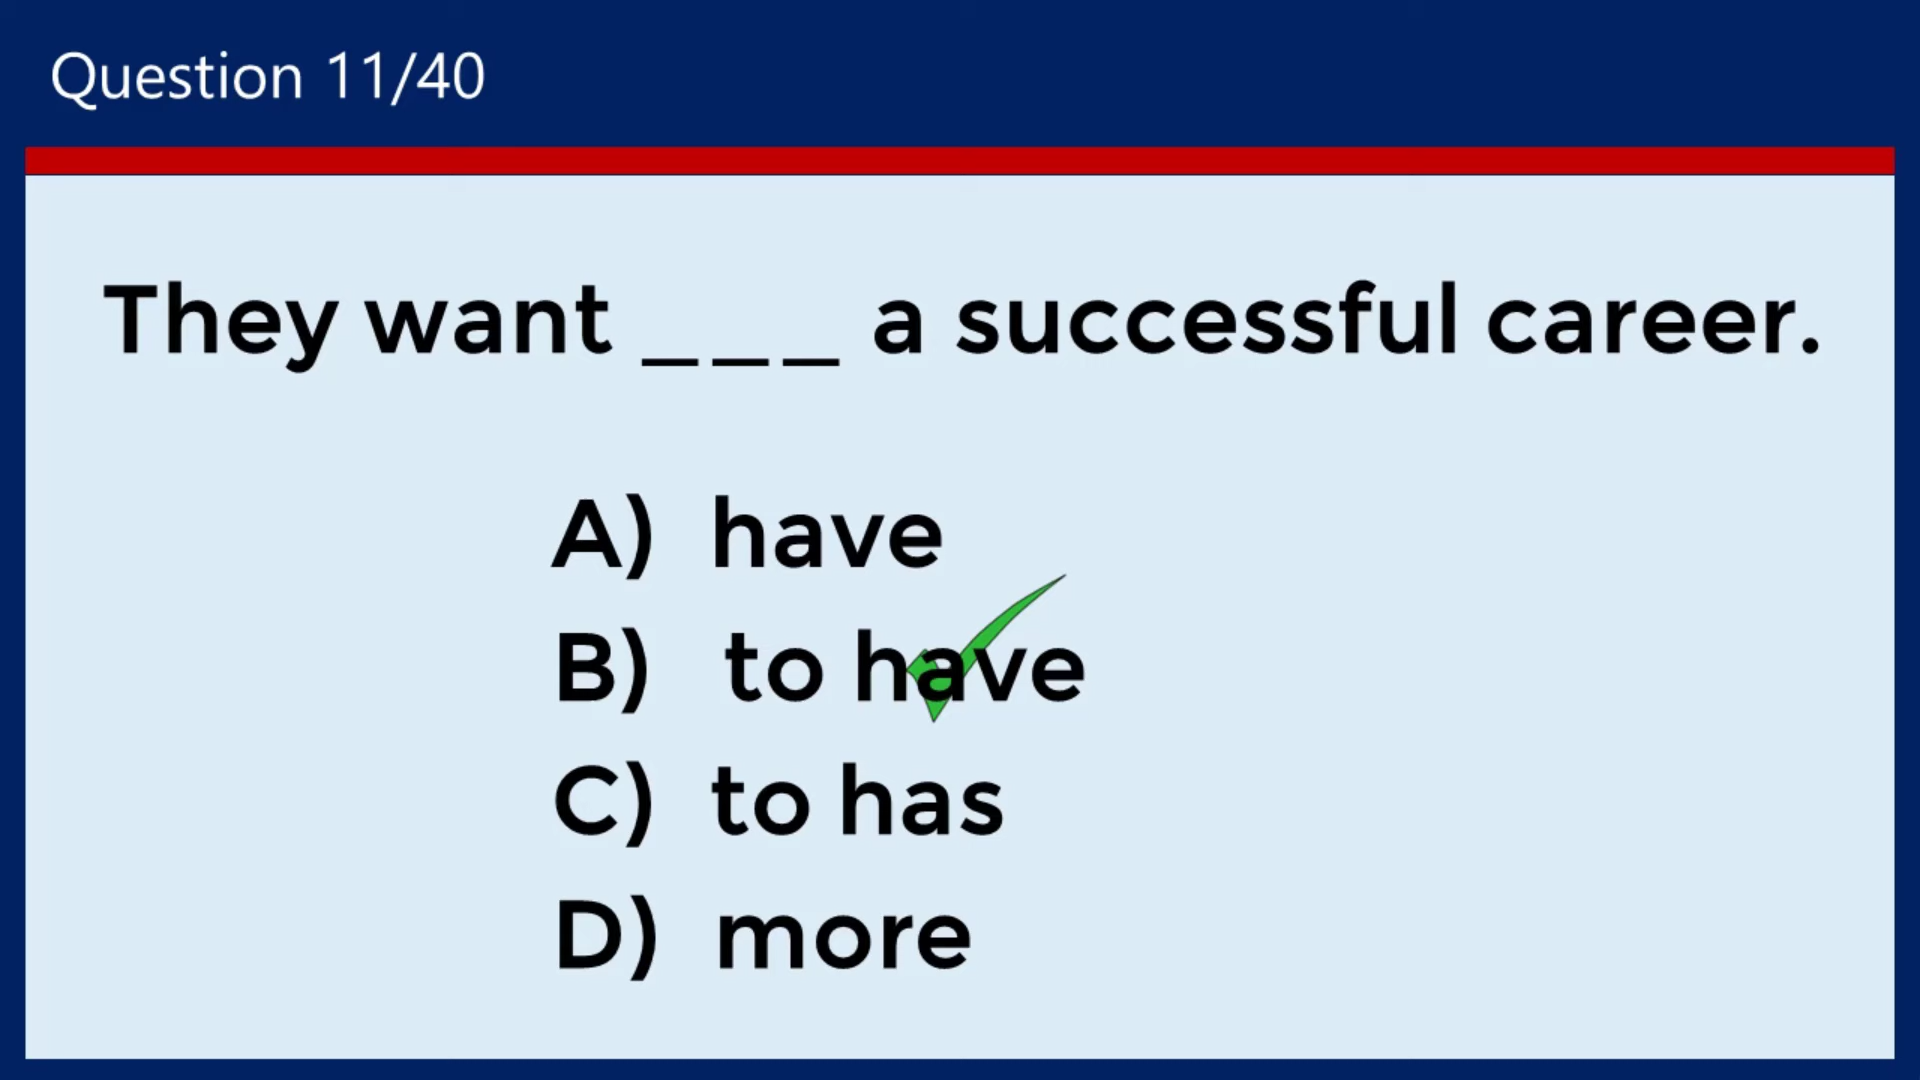 Question 11/40
They want ___ a successful career.
A) have
B) to have
C) to has
D) more